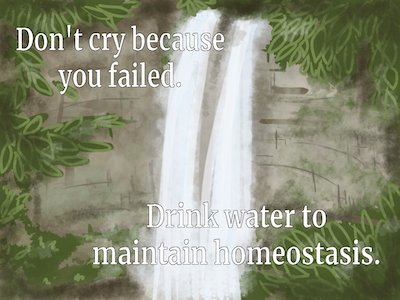 Don't cry because
you failed.
Drink water to
maintain homeostasis.